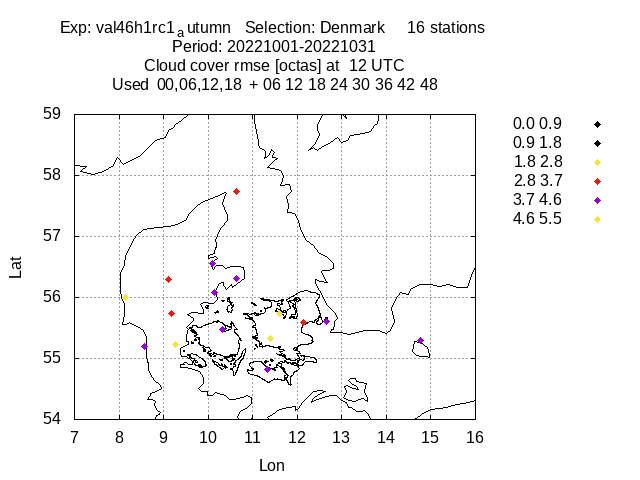 Exp: val46h1rc1_a utumn Selection: Denmark 16 stations
Period: 20221001-20221031
Cloud cover rmse [octas] at 12 UTC
Used 00,06,12,18 + 06 12 18 24 30 36 42 48
59
58
57
56
55
54
Lat
7 8 9 10 11 12 13 14 15 16
Lon
0.0 0.9
0.9 1.8
1.8 2.8
2.8 3.7
3.7 4.6
4.6 5.5